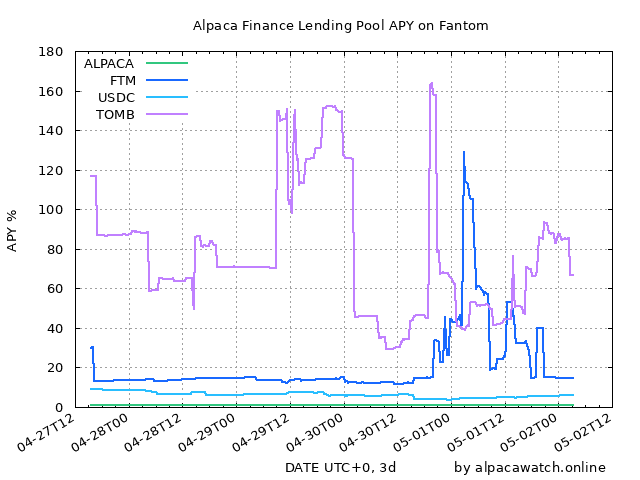 Alpaca Finance Lending Pool APY on Fantom
180
160
140
120
100
80
60
40
20
0
APY %
ALPACA
FTM
USDC
TOMB
04-27T12
04-28T00
04-28T12
04-29T00
04-29T12
04-30T00
04-30T12
05-01T00
05-01T12
05-02T00
05-02T12
DATE UTC+0, 3d
by alpacawatch.online